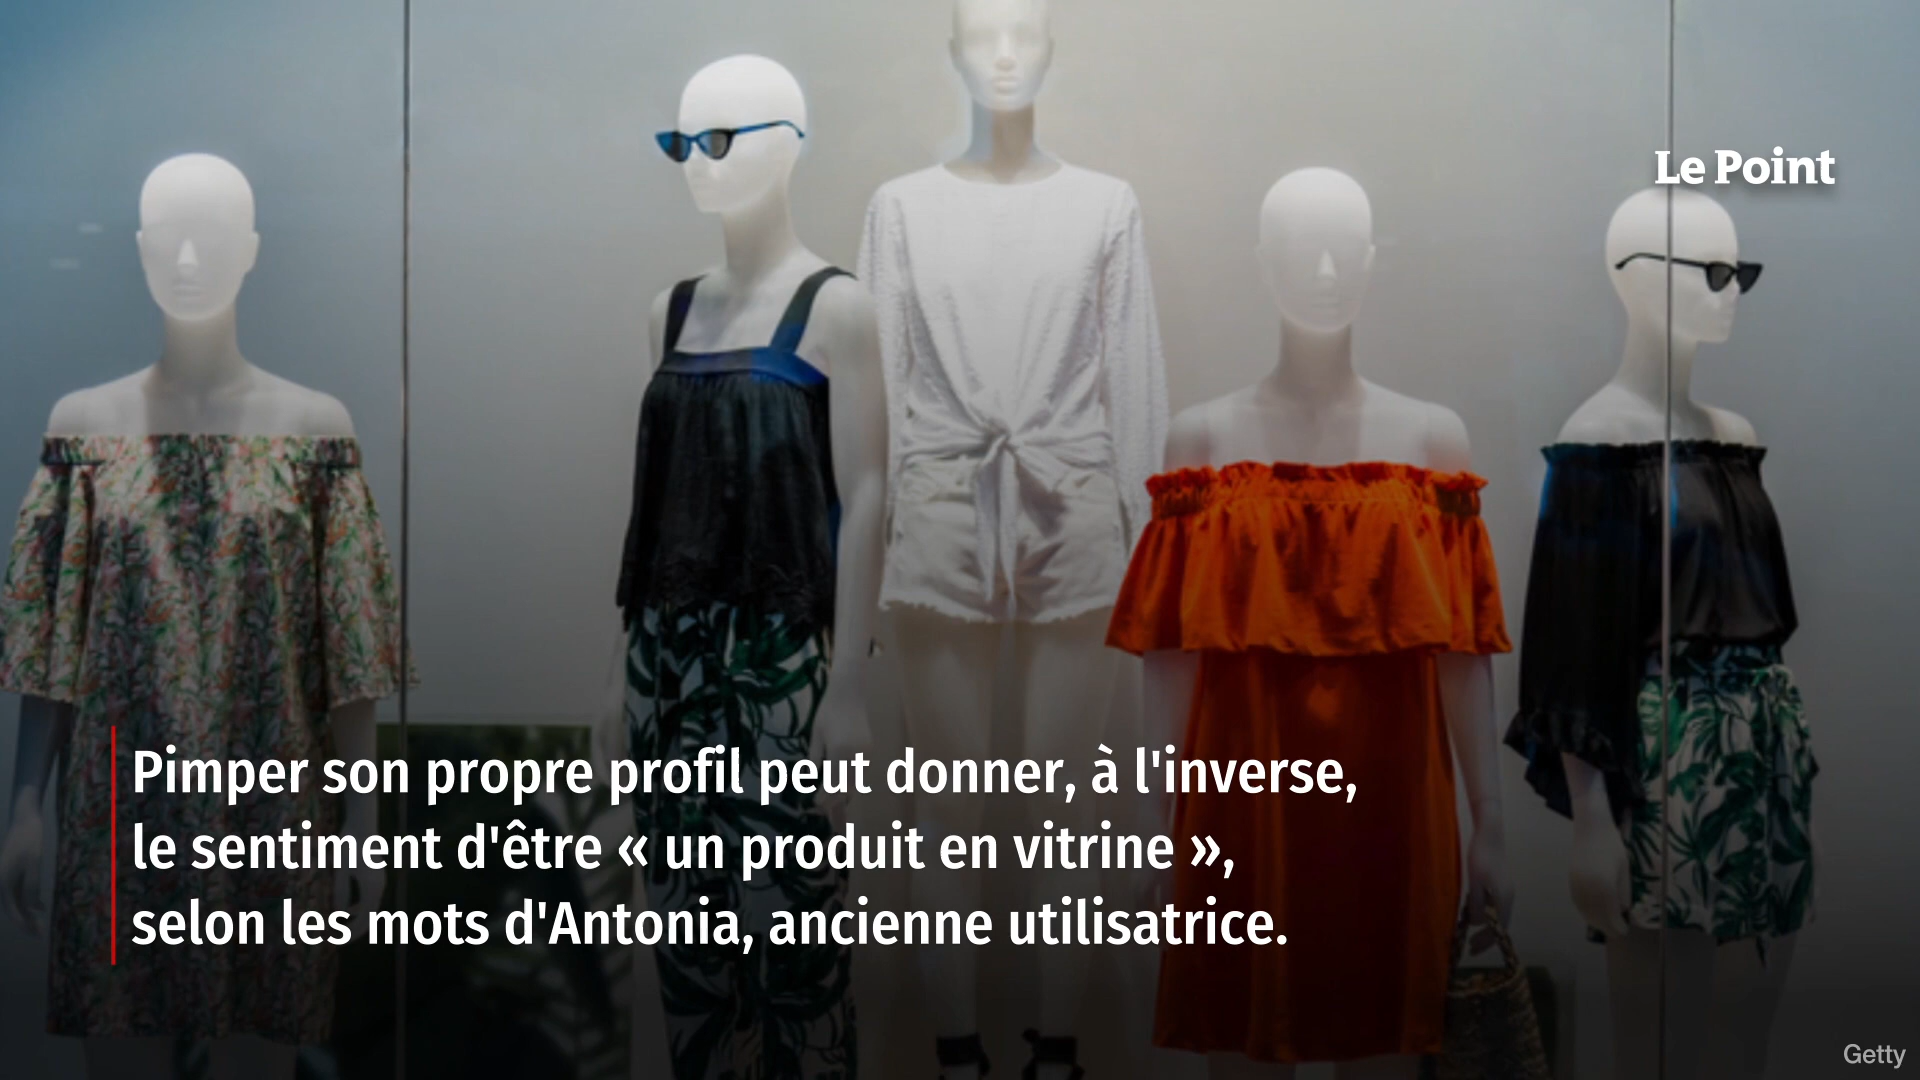 Le Point
Pimper son propre profil peut donner, à l'inverse,
le sentiment d'être « un produit en vitrine »,
selon les mots d'Antonia, ancienne utilisatrice.
Getty